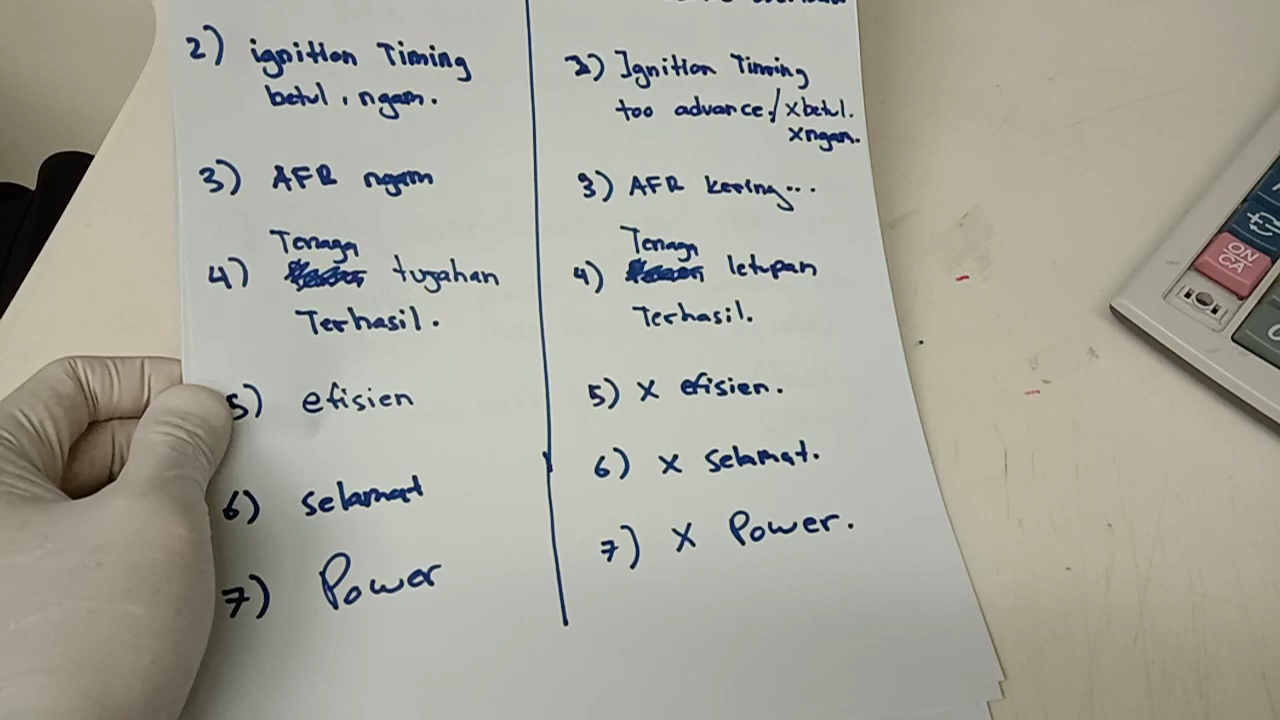 2) ignition Timing
betul, ngam.
3) AFR ngam
Tenaga
4) tujahan
Terhasil.
5) efisien
6) selamat
7) Power
2) Ignition Timing
too advance / X betul.
X ngam.
3) AFR kering...
Tenaga
4) letupan
Terhasil.
5) X efisien.
6) X selamat.
7) X Power.
ON
CA